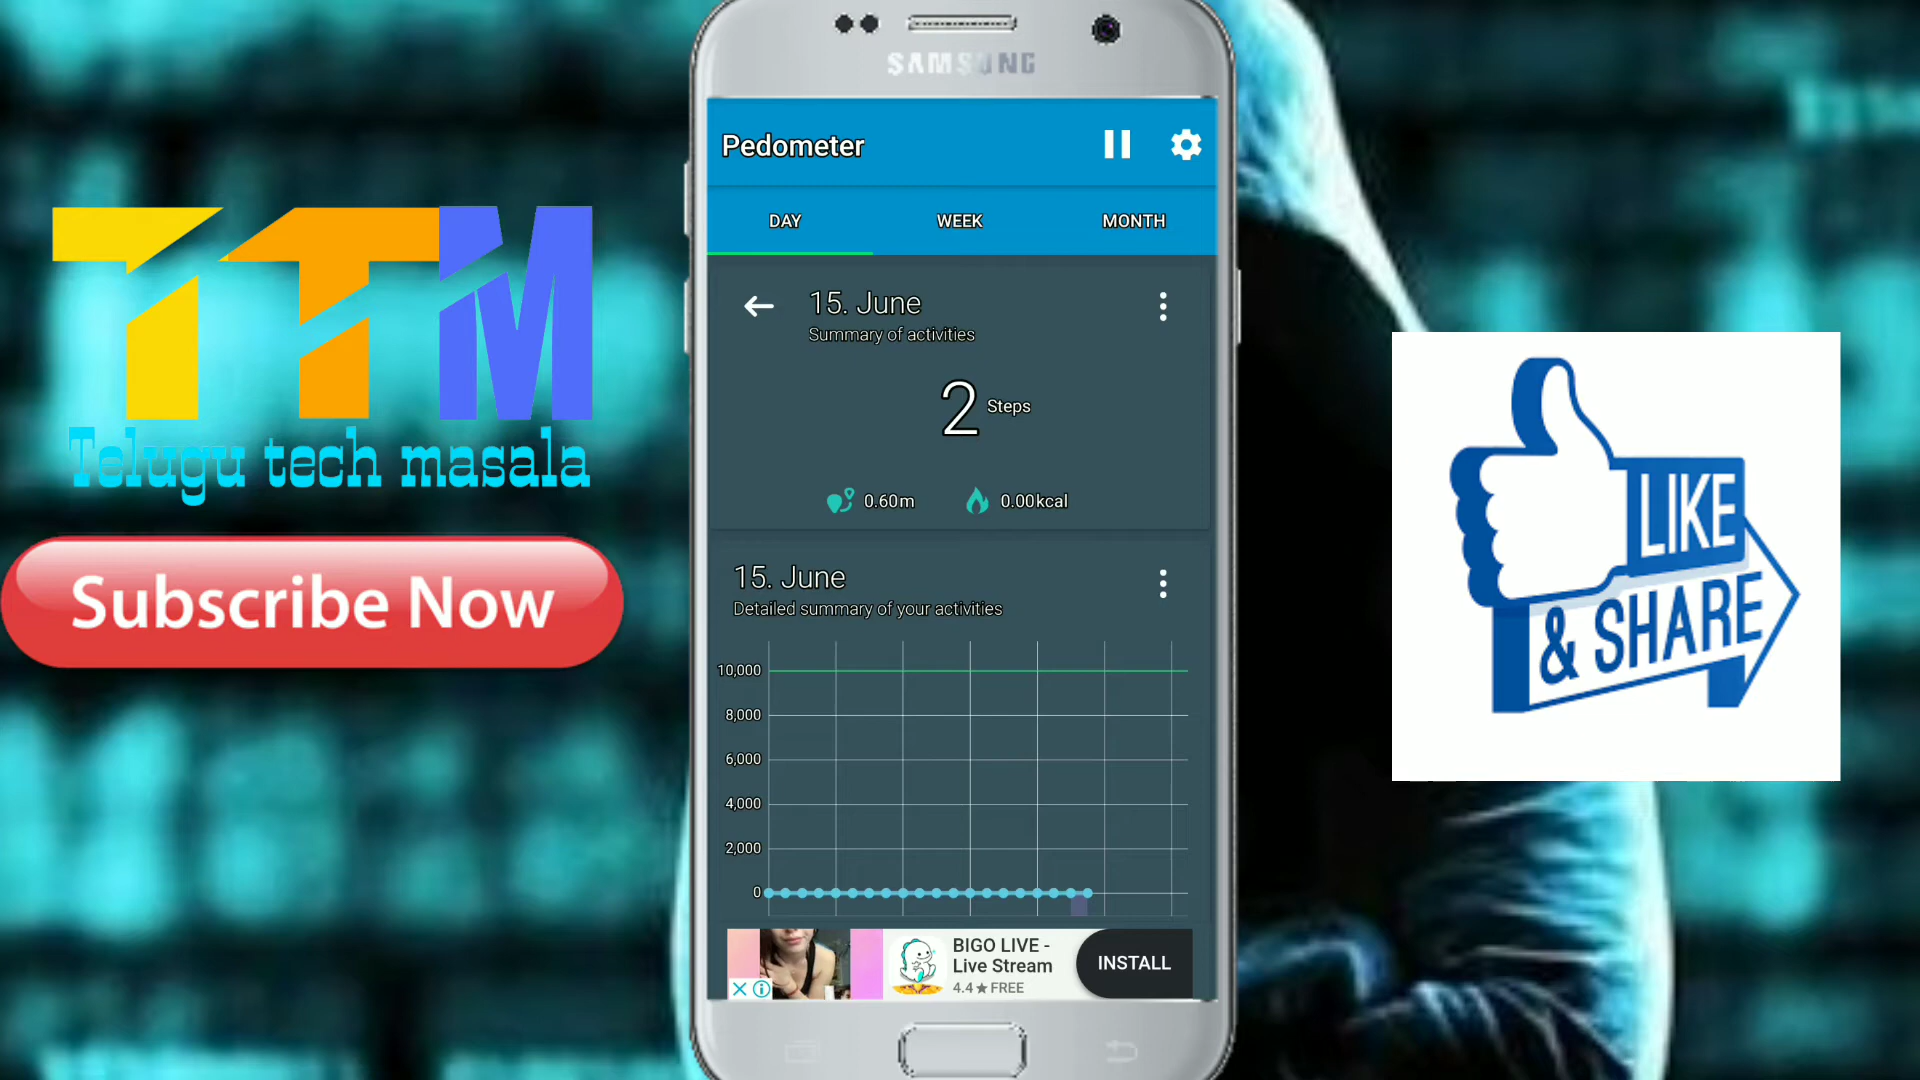 SAMSUNG
Pedometer
DAY WEEK MONTH
15. June
Summary of activities
2 Steps
0.60m 0.00kcal
15. June
Detailed summary of your activities
10,000
8,000
6,000
4,000
2,000
0
BIGO LIVE -
Live Stream
4.4★FREE
INSTALL
TTM
Telugu tech masala
Subscribe Now
LIKE
& SHARE